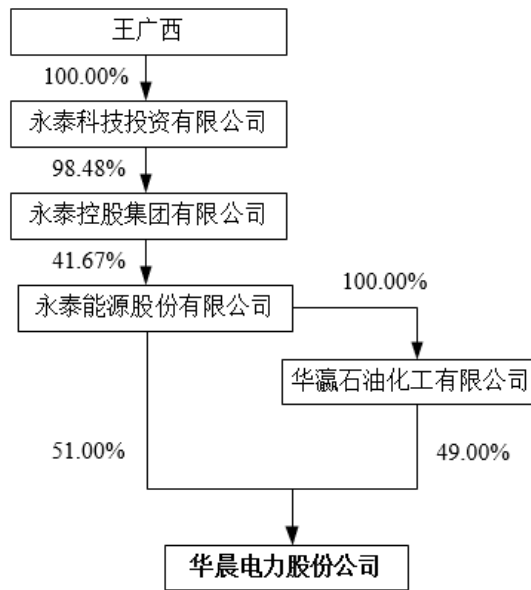 王广西
100.00%
永泰科技投资有限公司
98.48%
永泰控股集团有限公司
41.67%
永泰能源股份有限公司
100.00%
华瀛石油化工有限公司
51.00%
49.00%
华晨电力股份公司